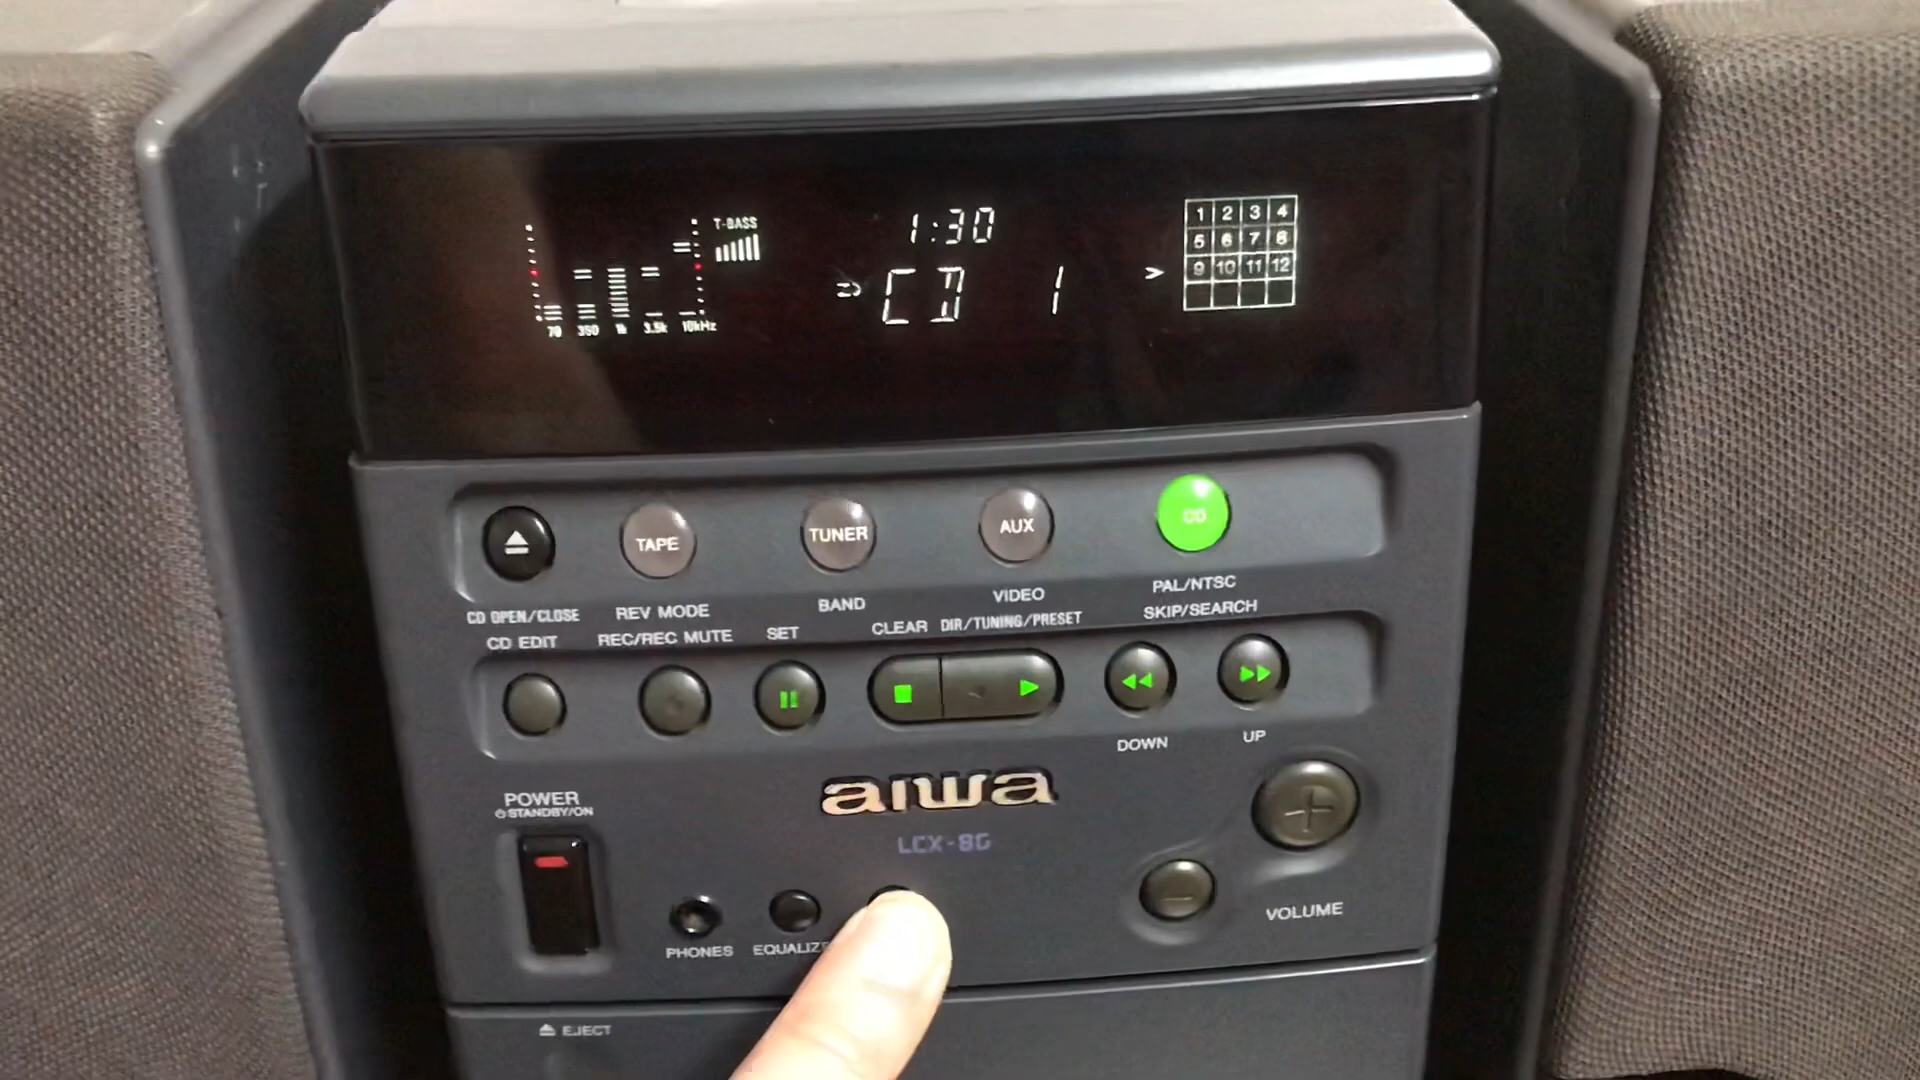 T-BASS
1:30
CD 1
1 2 3 4
5 6 7 8
9 10 11 12
70 350 1k 3.5k 10kHz
TAPE
TUNER
AUX
CD
CD OPEN/CLOSE
REV MODE
BAND
VIDEO
PAL/NTSC
CD EDIT
REC/REC MUTE
SET
CLEAR
DIR/TUNING/PRESET
SKIP/SEARCH
DOWN
UP
POWER
STANDBY/ON
aiwa
LCX-8G
PHONES
VOLUME
EJECT